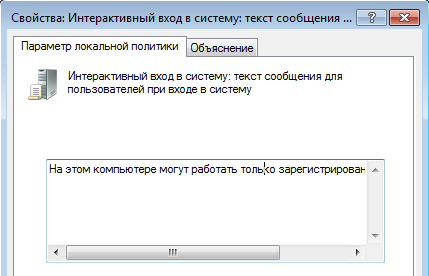 Свойства: Интерактивный вход в систему: текст сообщения ...
Параметр локальной политики
Объяснение
Интерактивный вход в систему: текст сообщения для
пользователей при входе в систему
На этом компьютере могут работать только зарегистрирован